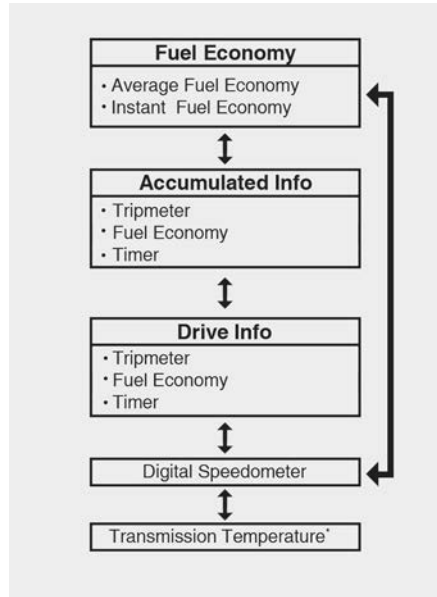 Fuel Economy
• Average Fuel Economy
• Instant Fuel Economy
Accumulated Info
• Tripmeter
• Fuel Economy
• Timer
Drive Info
• Tripmeter
• Fuel Economy
• Timer
Digital Speedometer
Transmission Temperature*